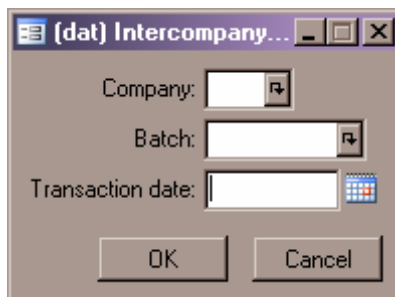 (dat) Intercompany...
Company:
Batch:
Transaction date:
OK Cancel